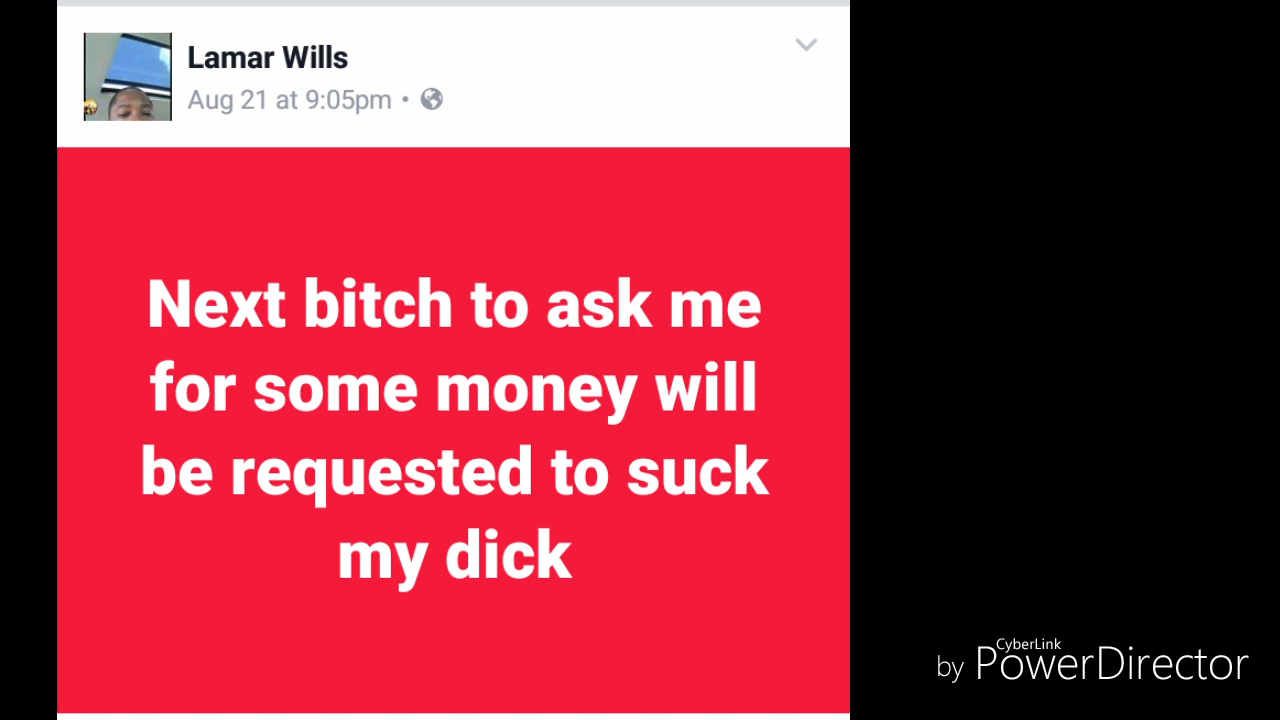 Lamar Wills
Aug 21 at 9:05pm •
Next bitch to ask me
for some money will
be requested to suck
my dick
CyberLink
by PowerDirector